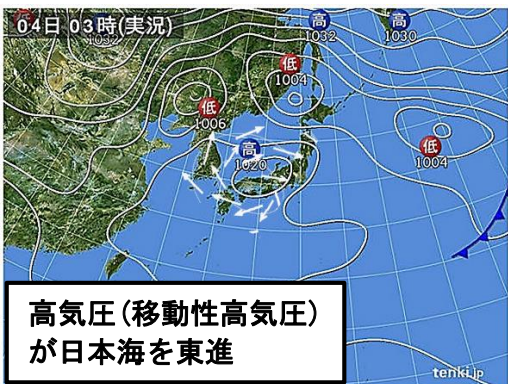 04日 03時(実況)
高
1032
高
1030
1032
低
1004
低
1006
高
1020
低
1004
高気圧(移動性高気圧)
が日本海を東進
tenki.jp